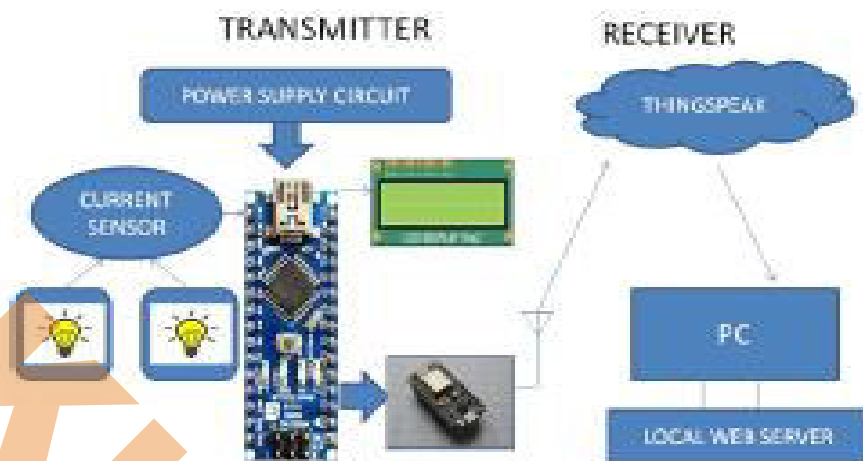 TRANSMITTER
RECEIVER
POWER SUPPLY CIRCUIT
THINGSPEAK
CURRENT
SENSOR
PC
LOCAL WEB SERVER